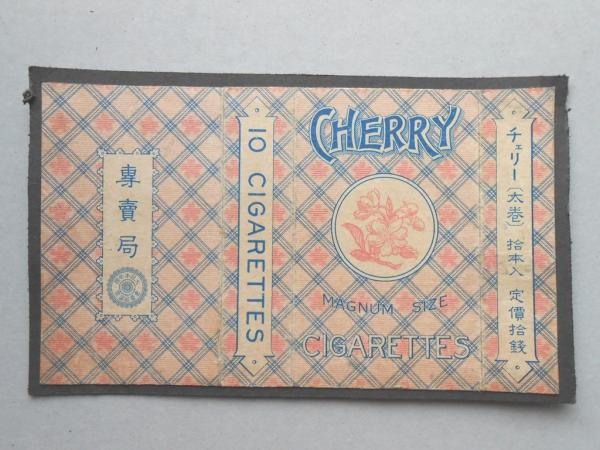 專賣局
10 CIGARETTES
CHERRY
MAGNUM SIZE
CIGARETTES
チェリー〔太巻〕拾本入 定價拾錢